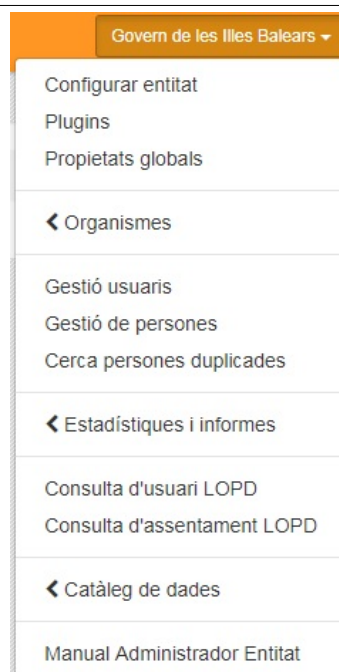 Govern de les Illes Balears
Configurar entitat
Plugins
Propietats globals
Organismes
Gestió usuaris
Gestió de persones
Cerca persones duplicades
Estadístiques i informes
Consulta d'usuari LOPD
Consulta d'assentament LOPD
Catàleg de dades
Manual Administrador Entitat